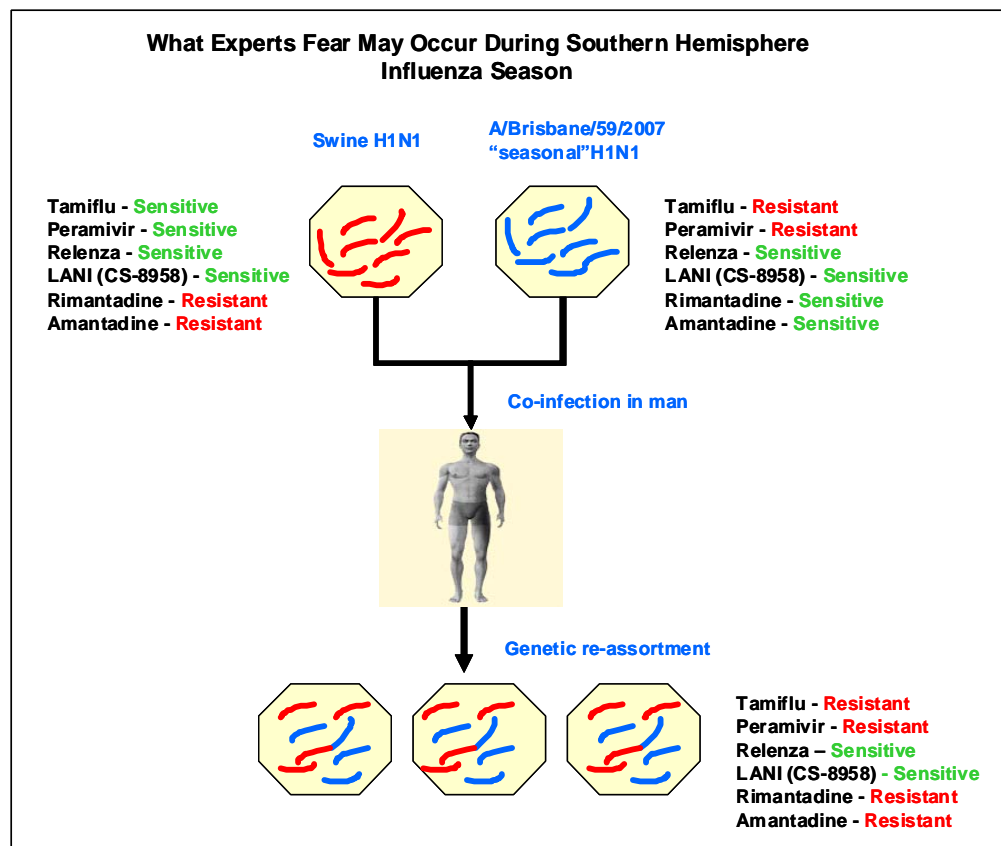 What Experts Fear May Occur During Southern Hemisphere
Influenza Season
Swine H1N1
A/Brisbane/59/2007
“seasonal”H1N1
Tamiflu - Sensitive
Peramivir - Sensitive
Relenza - Sensitive
LANI (CS-8958) - Sensitive
Rimantadine - Resistant
Amantadine - Resistant
Tamiflu - Resistant
Peramivir - Resistant
Relenza - Sensitive
LANI (CS-8958) - Sensitive
Rimantadine - Sensitive
Amantadine - Sensitive
Co-infection in man
Genetic re-assortment
Tamiflu - Resistant
Peramivir - Resistant
Relenza – Sensitive
LANI (CS-8958) - Sensitive
Rimantadine - Resistant
Amantadine - Resistant